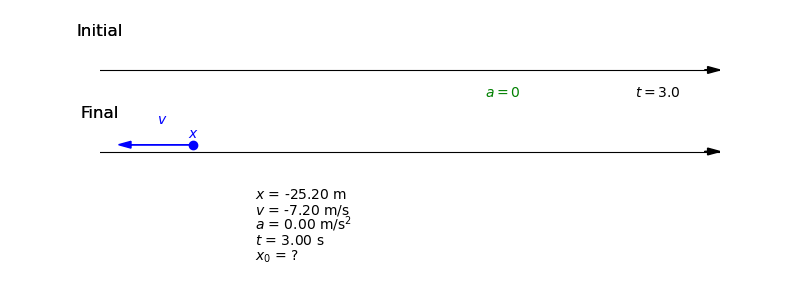 Initial
a = 0
t = 3.0
Final
v
x
x = -25.20 m
v = -7.20 m/s
a = 0.00 m/s²
t = 3.00 s
x₀ = ?